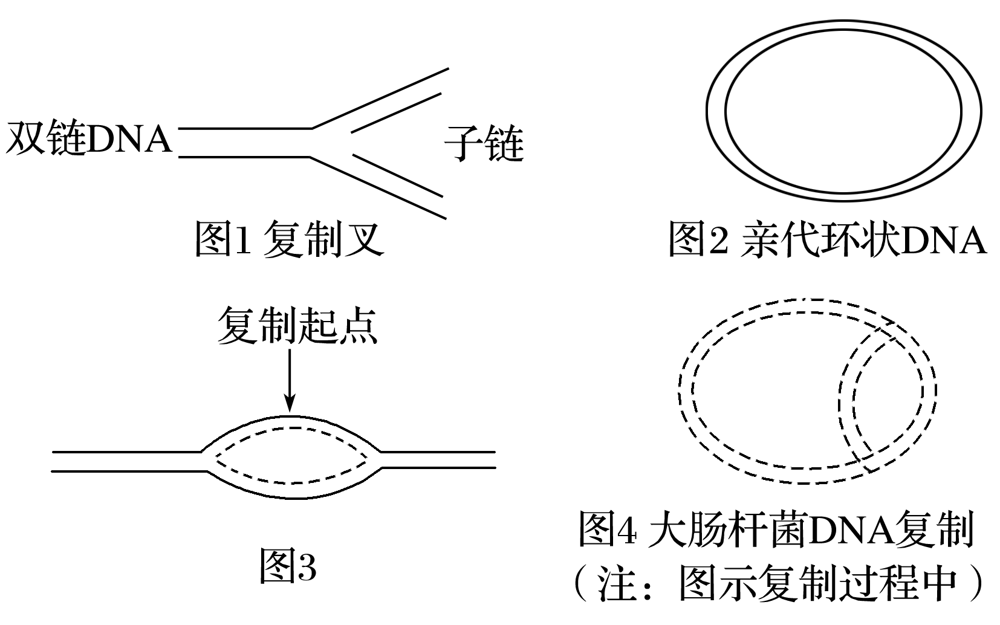 双链DNA
子链
图1 复制叉
图2 亲代环状DNA
复制起点
图3
图4 大肠杆菌DNA复制
（注：图示复制过程中）